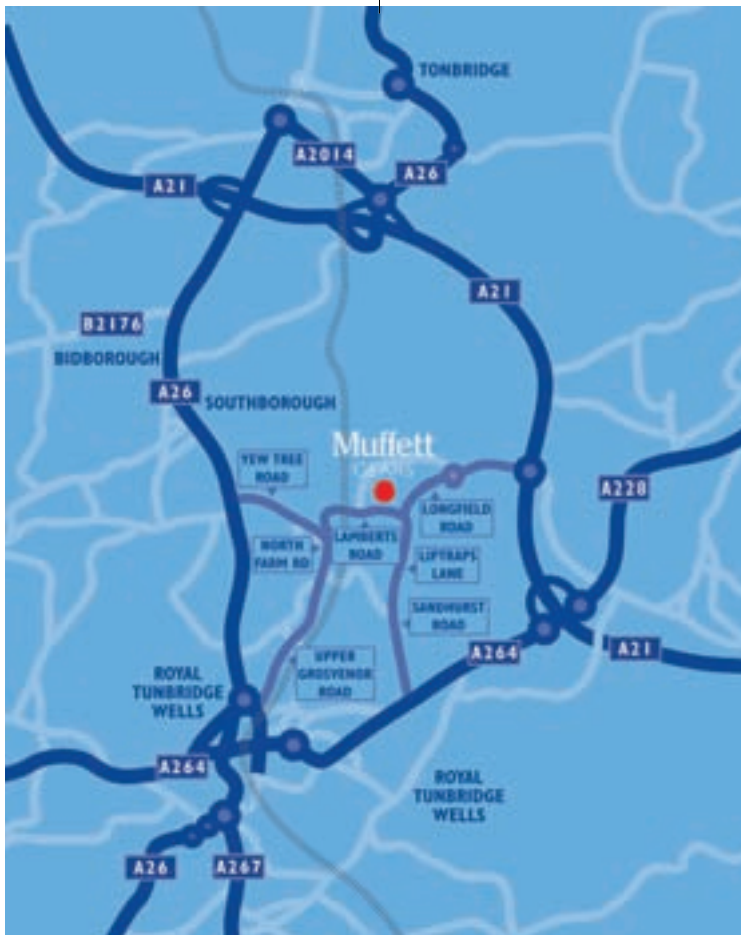 TONBRIDGE
A2014
A26
A21
A21
B2176
BIDBOROUGH
A26
SOUTHBOROUGH
Muffett
YEW TREE
ROAD
A228
LONGFIELD
ROAD
NORTH
FARM RD
LAMBERTS
ROAD
LIPTRAPS
LANE
SANDHURST
ROAD
A264
A21
UPPER
GROSVENOR
ROAD
ROYAL
TUNBRIDGE
WELLS
A264
ROYAL
TUNBRIDGE
WELLS
A26
A267